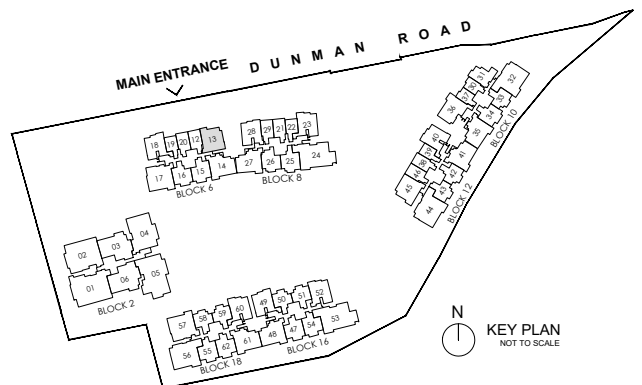 DUNMAN ROAD
MAIN ENTRANCE
18 19 20 12 13
28 29 21 22 23
17 16 15 14 27 26 25 24
BLOCK 6
BLOCK 8
31
30
37
32
33
36
34
35
BLOCK 10
40
39
38
46
45
41
42
43
44
BLOCK 12
02 03 04
01 06 05
BLOCK 2
57 58 59 60 49 50 51 52
56 55 62 61 48 47 54 53
BLOCK 18
BLOCK 16
N
KEY PLAN
NOT TO SCALE